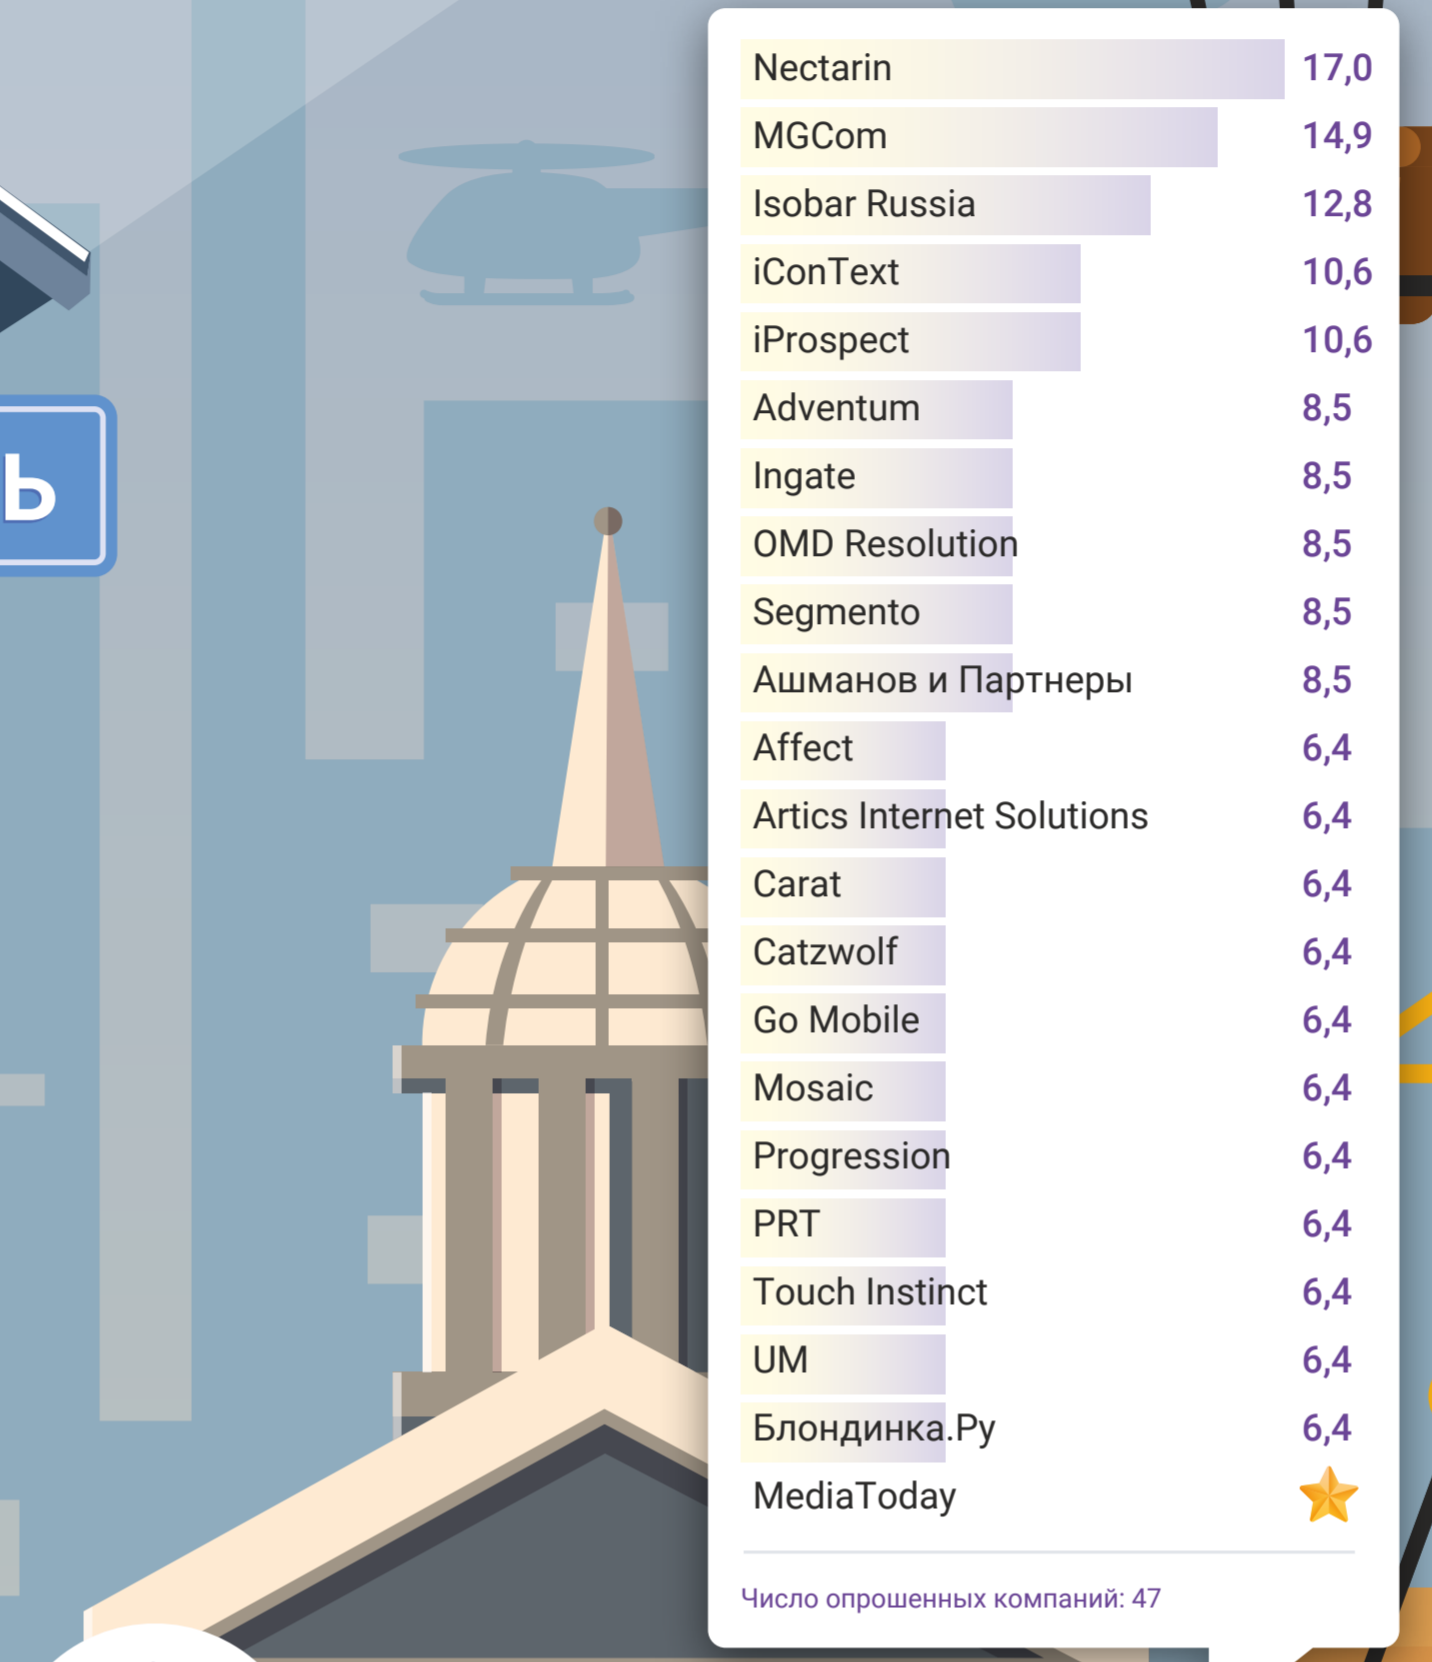 Ь
Nectarin 17,0
MGCom 14,9
Isobar Russia 12,8
iConText 10,6
iProspect 10,6
Adventum 8,5
Ingate 8,5
OMD Resolution 8,5
Segmento 8,5
Ашманов и Партнеры 8,5
Affect 6,4
Artics Internet Solutions 6,4
Carat 6,4
Catzwolf 6,4
Go Mobile 6,4
Mosaic 6,4
Progression 6,4
PRT 6,4
Touch Instinct 6,4
UM 6,4
Блондинка.Ру 6,4
MediaToday
Число опрошенных компаний: 47